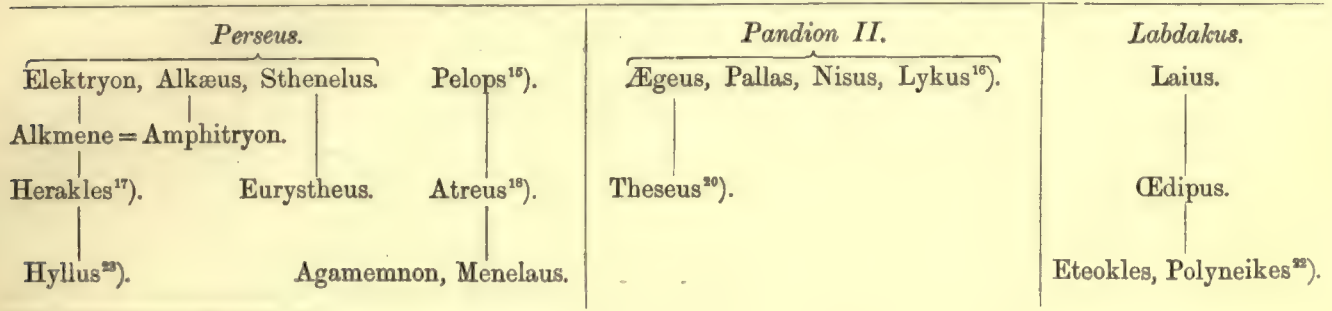 Perseus. Pandion II. Labdakus.
Elektryon, Alkæus, Sthenelus. Pelops¹⁵). Ægeus, Pallas, Nisus, Lykus¹⁶). Laius.
Alkmene = Amphitryon.
Herakles¹⁷). Eurystheus. Atreus¹⁸). Theseus²⁰). Œdipus.
Hyllus²³). Agamemnon, Menelaus. Eteokles, Polyneikes²²).